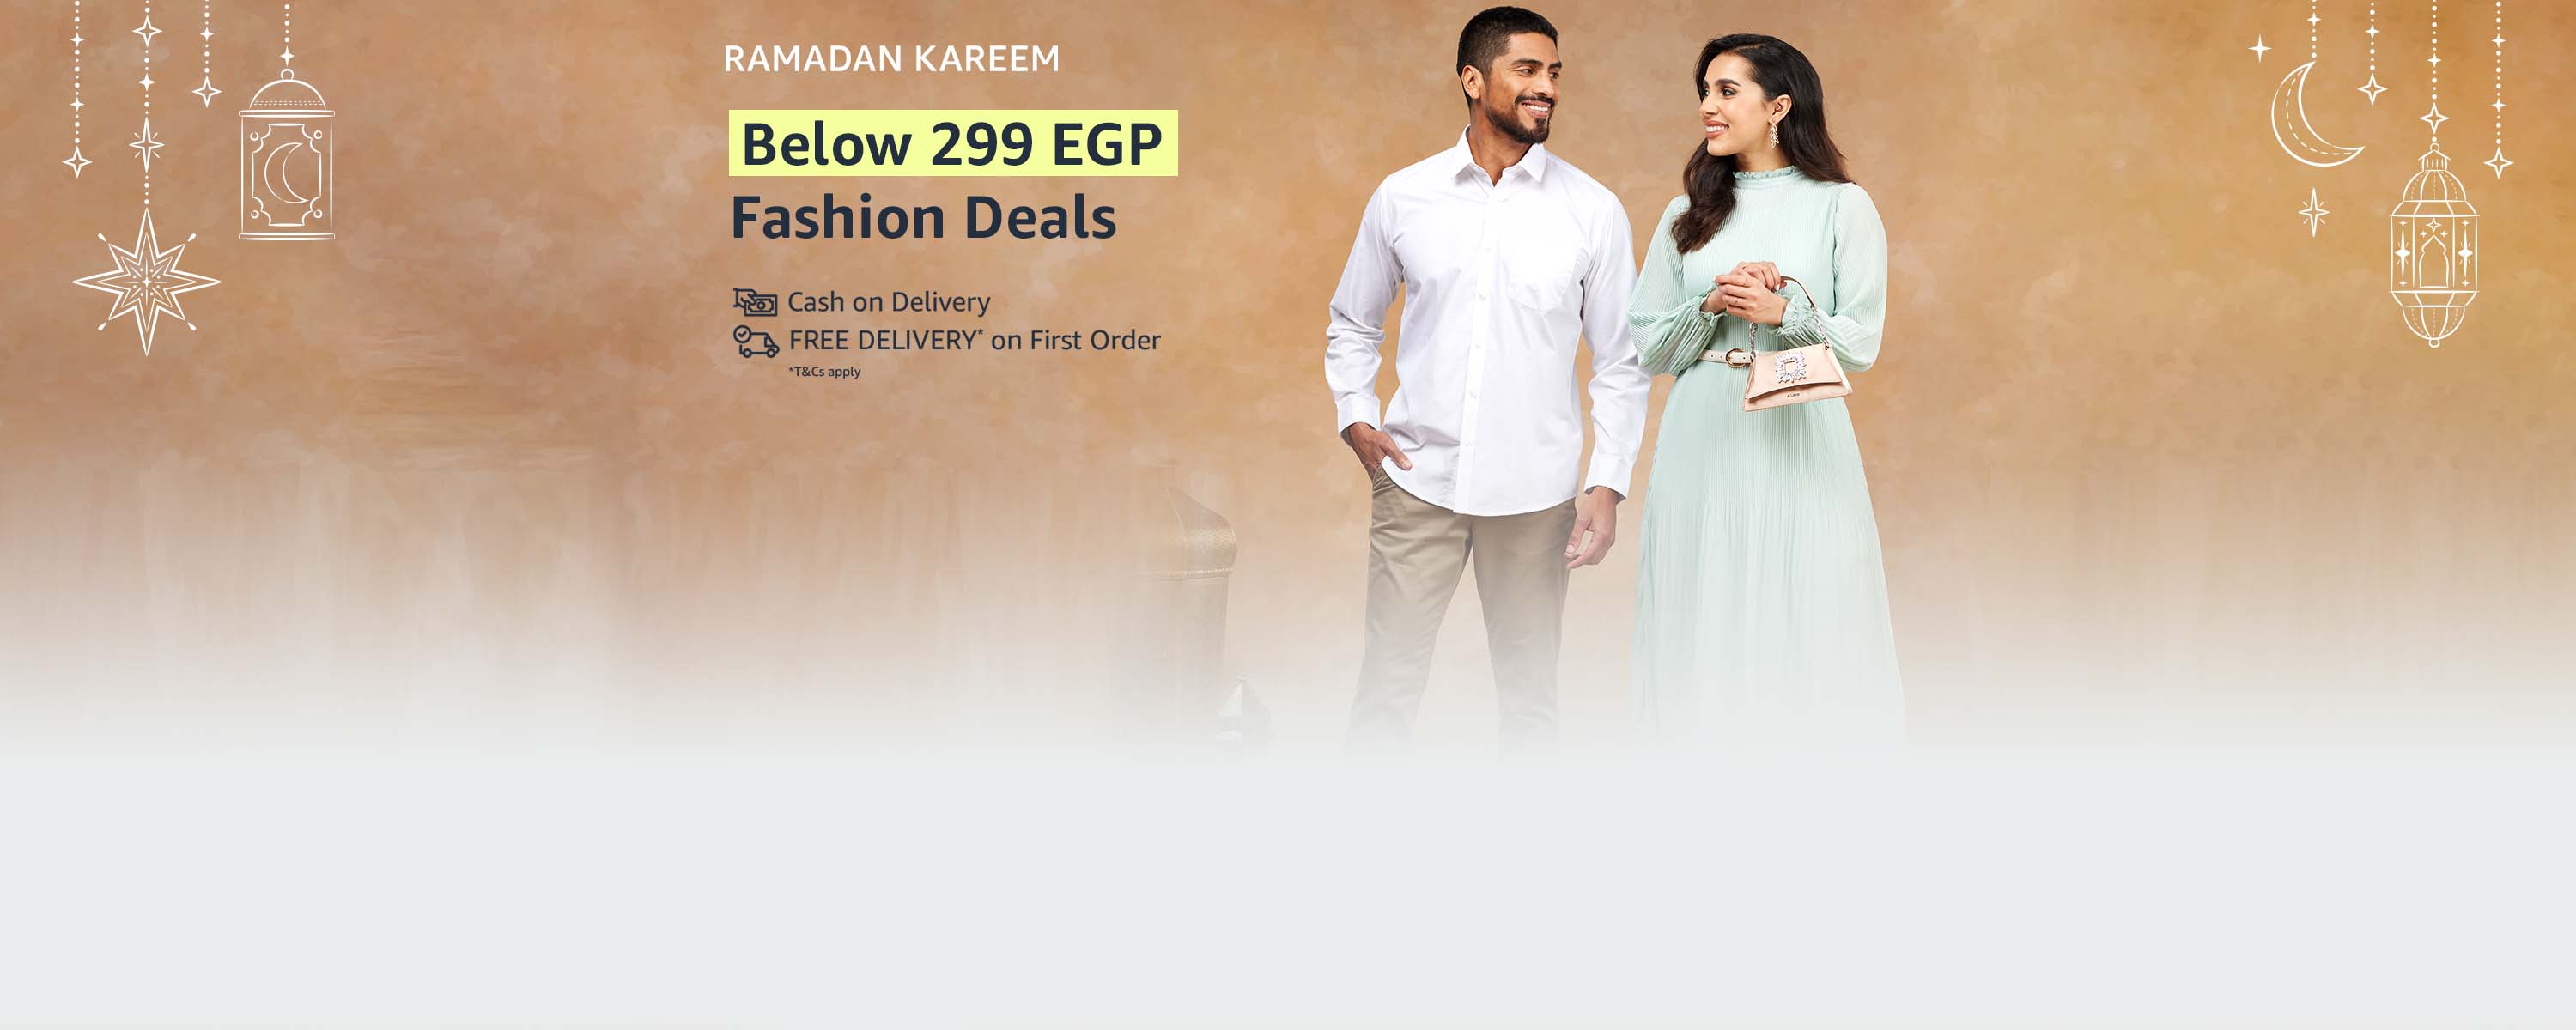 RAMADAN KAREEM
Below 299 EGP
Fashion Deals
Cash on Delivery
FREE DELIVERY* on First Order
*T&Cs apply